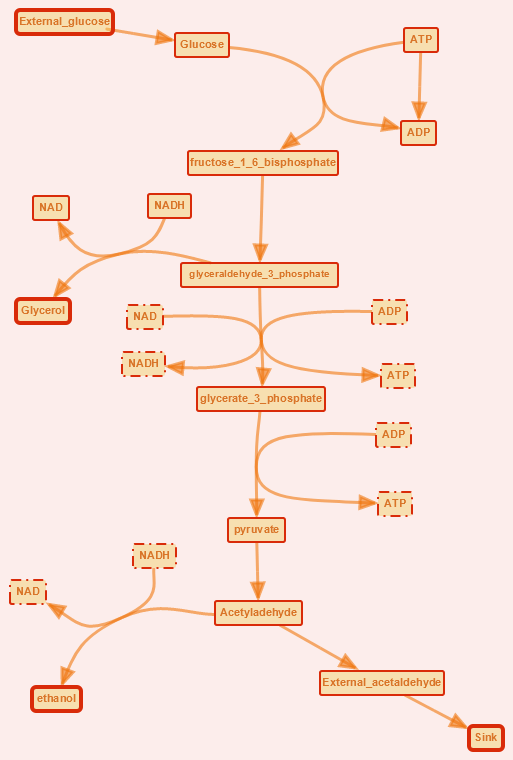 External_glucose
Glucose
ATP
ADP
fructose_1_6_bisphosphate
NAD
NADH
glyceraldehyde_3_phosphate
Glycerol
NAD
ADP
NADH
ATP
glycerate_3_phosphate
ADP
ATP
pyruvate
NADH
NAD
Acetyladehyde
External_acetaldehyde
ethanol
Sink